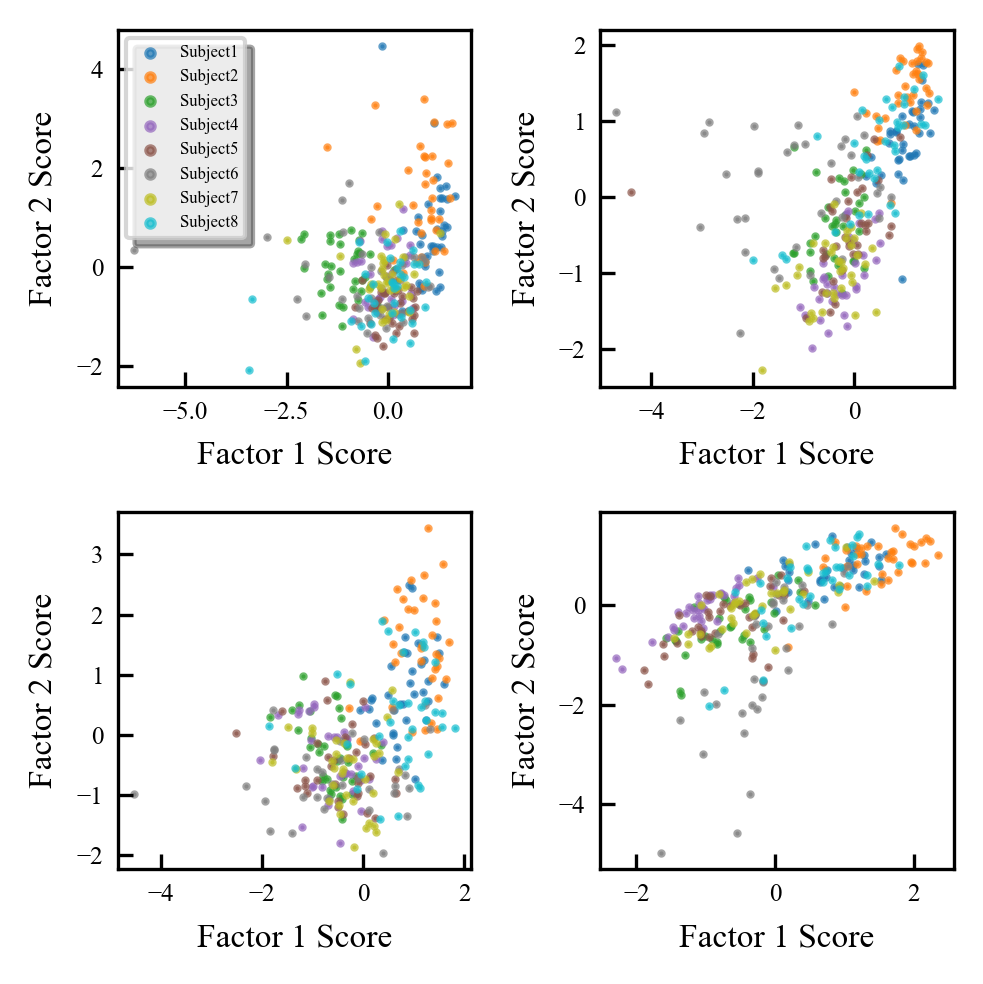 Factor 2 Score
4
2
0
−2
Subject1
Subject2
Subject3
Subject4
Subject5
Subject6
Subject7
Subject8
−5.0 −2.5 0.0
Factor 1 Score
Factor 2 Score
2
1
0
−1
−2
−4 −2 0
Factor 1 Score
Factor 2 Score
3
2
1
0
−1
−2
−4 −2 0 2
Factor 1 Score
Factor 2 Score
0
−2
−4
−2 0 2
Factor 1 Score